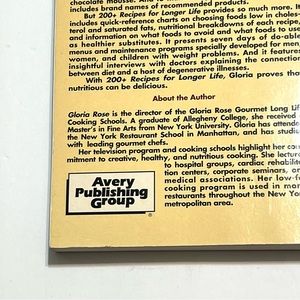 chocolate mousse.
includes brand names of recommended products.
But 200+ Recipes for Longer Life provides so much more. It
includes quick-reference charts on choosing foods low in choles-
terol and saturated fats, nutritional breakdowns of each recipe,
and information on what foods to avoid and what foods to use
as healthier substitutes. It presents seven days of do-able
menus and maintenance programs specially developed for men,
women, and children with weight problems. And it features
insightful interviews with doctors explaining the connection
between diet and a host of degenerative illnesses.
With 200+ Recipes for Longer Life, Gloria proves that
nutritious can be delicious.
About the Author
Gloria Rose is the director of the Gloria Rose Gourmet Long Life
Cooking Schools. A graduate of Allegheny College, she received
Master's in Fine Arts from New York University. Gloria has attended
the New York Restaurant School in Manhattan, and has studied
with leading gourmet chefs.
Her television program and cooking schools highlight her com-
mitment to creative, healthy, and nutritious cooking. She lectures
to hospital groups, cardiac rehabilita-
tion centers, corporate seminars, and
medical associations. Her low-f
cooking program is used in many
restaurants throughout the New York
metropolitan area.
Avery
Publishing
Group
®